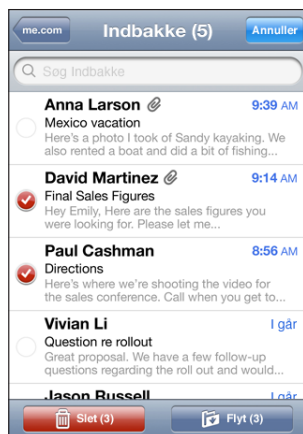 me.com
Indbakke (5)
Annuller
Søg Indbakke
Anna Larson 9:39 AM
Mexico vacation
Here's a photo I took of Sandy kayaking. We
also rented a boat and did a bit of fishing...
David Martinez 9:14 AM
Final Sales Figures
Hey Emily, Here are the sales figures you
were looking for. Please let me...
Paul Cashman 8:56 AM
Directions
Here's where we're shooting the video for
the sales conference. Call when you get to...
Vivian Li I går
Question re rollout
Great proposal. We have a few follow-up
questions regarding the roll out and would...
Jason Russell I går
Slet (3)
Flyt (3)